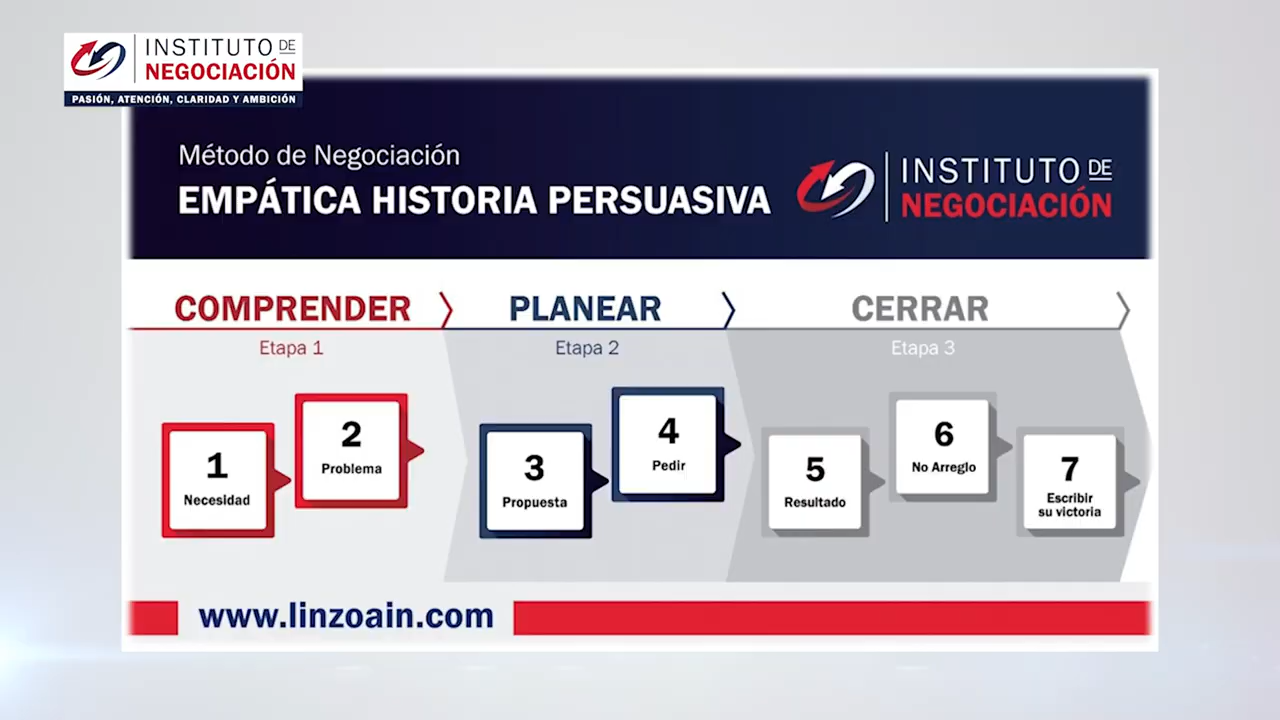 INSTITUTO DE
NEGOCIACIÓN
PASIÓN, ATENCIÓN, CLARIDAD Y AMBICIÓN
Método de Negociación
EMPÁTICA HISTORIA PERSUASIVA
INSTITUTO DE
NEGOCIACIÓN
COMPRENDER
Etapa 1
PLANEAR
Etapa 2
CERRAR
Etapa 3
1
Necesidad
2
Problema
3
Propuesta
4
Pedir
5
Resultado
6
No Arreglo
7
Escribir
su victoria
www.linzoain.com